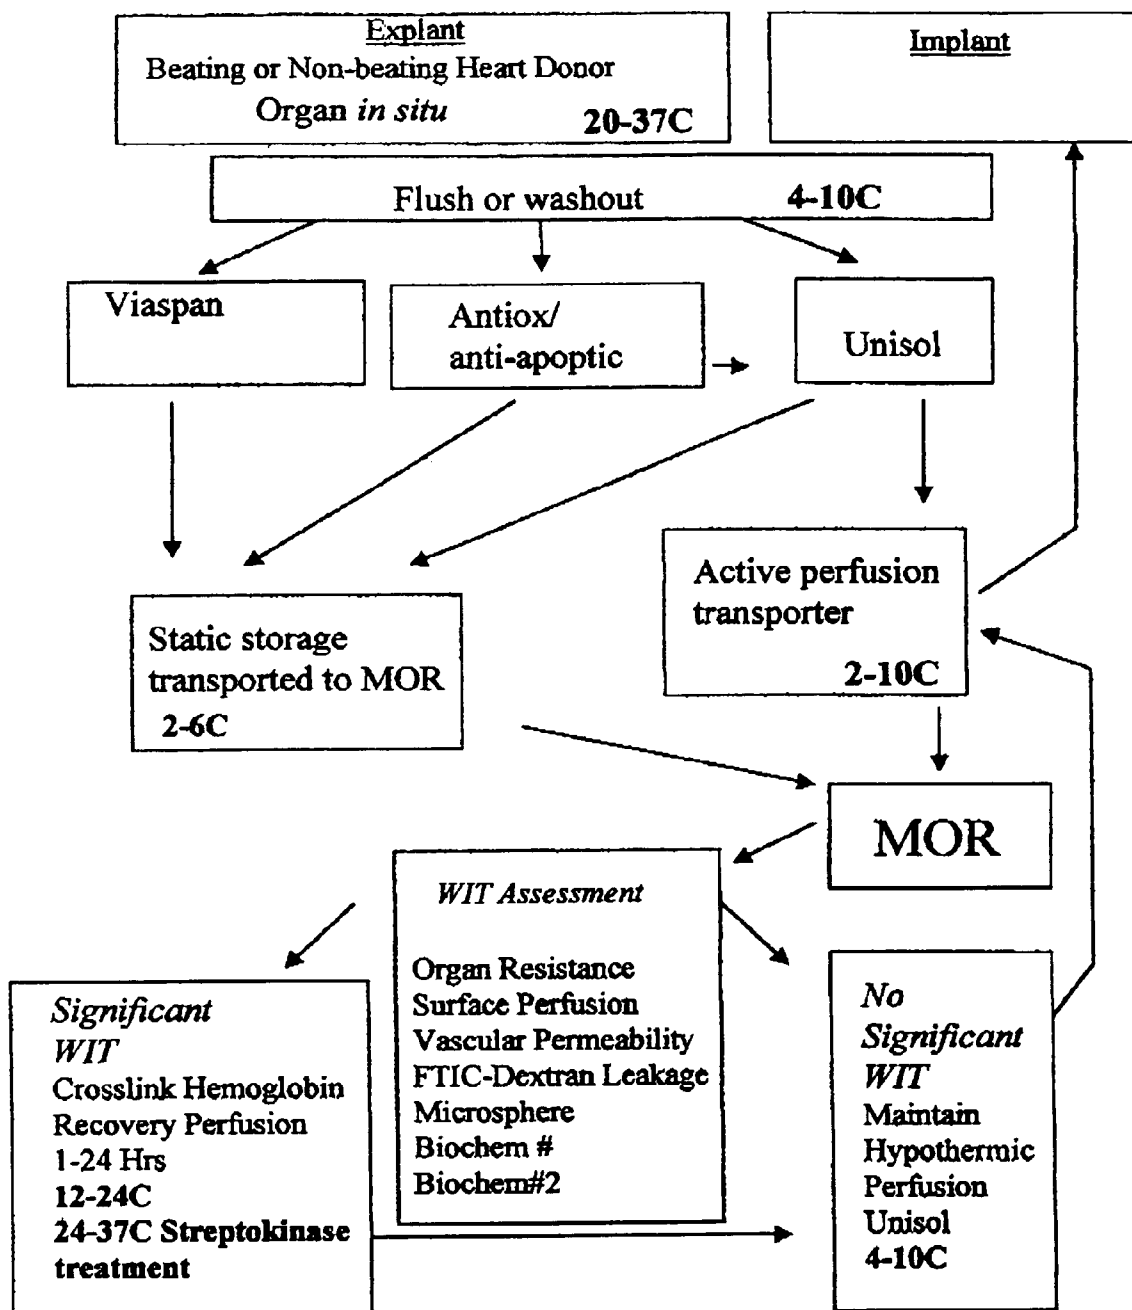 Explant
Beating or Non-beating Heart Donor
Organ in situ 20-37C
Implant
Flush or washout 4-10C
Viaspan
Antiox/
anti-apoptic
Unisol
Active perfusion
transporter
2-10C
Static storage
transported to MOR
2-6C
MOR
WIT Assessment
Organ Resistance
Surface Perfusion
Vascular Permeability
FTIC-Dextran Leakage
Microsphere
Biochem #
Biochem#2
Significant
WIT
Crosslink Hemoglobin
Recovery Perfusion
1-24 Hrs
12-24C
24-37C Streptokinase
treatment
No
Significant
WIT
Maintain
Hypothermic
Perfusion
Unisol
4-10C